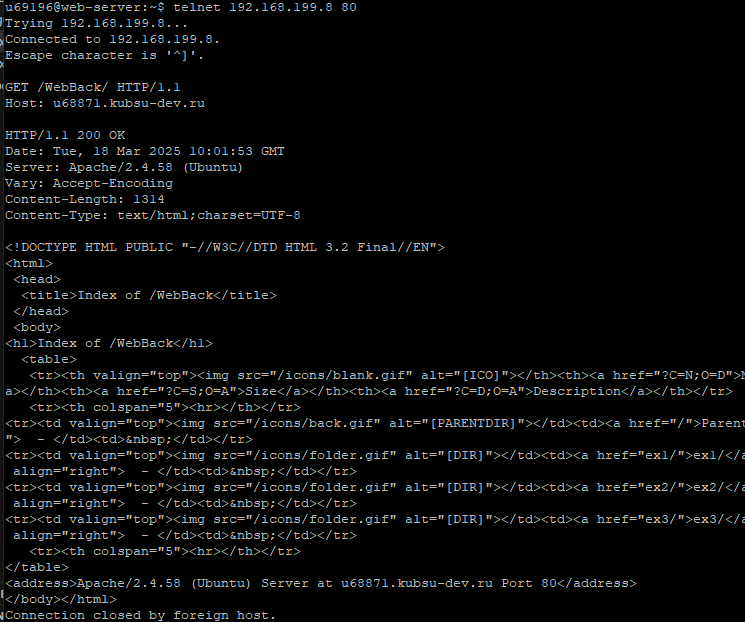 u69196@web-server:~$ telnet 192.168.199.8 80
Trying 192.168.199.8...
Connected to 192.168.199.8.
Escape character is '^]'.

GET /WebBack/ HTTP/1.1
Host: u68871.kubsu-dev.ru

HTTP/1.1 200 OK
Date: Tue, 18 Mar 2025 10:01:53 GMT
Server: Apache/2.4.58 (Ubuntu)
Vary: Accept-Encoding
Content-Length: 1314
Content-Type: text/html;charset=UTF-8

<!DOCTYPE HTML PUBLIC "-//W3C//DTD HTML 3.2 Final//EN">
<html>
 <head>
  <title>Index of /WebBack</title>
 </head>
 <body>
<h1>Index of /WebBack</h1>
  <table>
   <tr><th valign="top"><img src="/icons/blank.gif" alt="[ICO]"></th><th><a href="?C=N;O=D">
a></th><th><a href="?C=S;O=A">Size</a></th><th><a href="?C=D;O=A">Description</a></th></tr>
   <tr><th colspan="5"><hr></th></tr>
<tr><td valign="top"><img src="/icons/back.gif" alt="[PARENTDIR]"></td><td><a href="/">Parent
">  - </td><td>&nbsp;</td></tr>
<tr><td valign="top"><img src="/icons/folder.gif" alt="[DIR]"></td><td><a href="ex1/">ex1/</a
 align="right">  - </td><td>&nbsp;</td></tr>
<tr><td valign="top"><img src="/icons/folder.gif" alt="[DIR]"></td><td><a href="ex2/">ex2/</a
 align="right">  - </td><td>&nbsp;</td></tr>
<tr><td valign="top"><img src="/icons/folder.gif" alt="[DIR]"></td><td><a href="ex3/">ex3/</a
 align="right">  - </td><td>&nbsp;</td></tr>
   <tr><th colspan="5"><hr></th></tr>
</table>
<address>Apache/2.4.58 (Ubuntu) Server at u68871.kubsu-dev.ru Port 80</address>
</body></html>
Connection closed by foreign host.